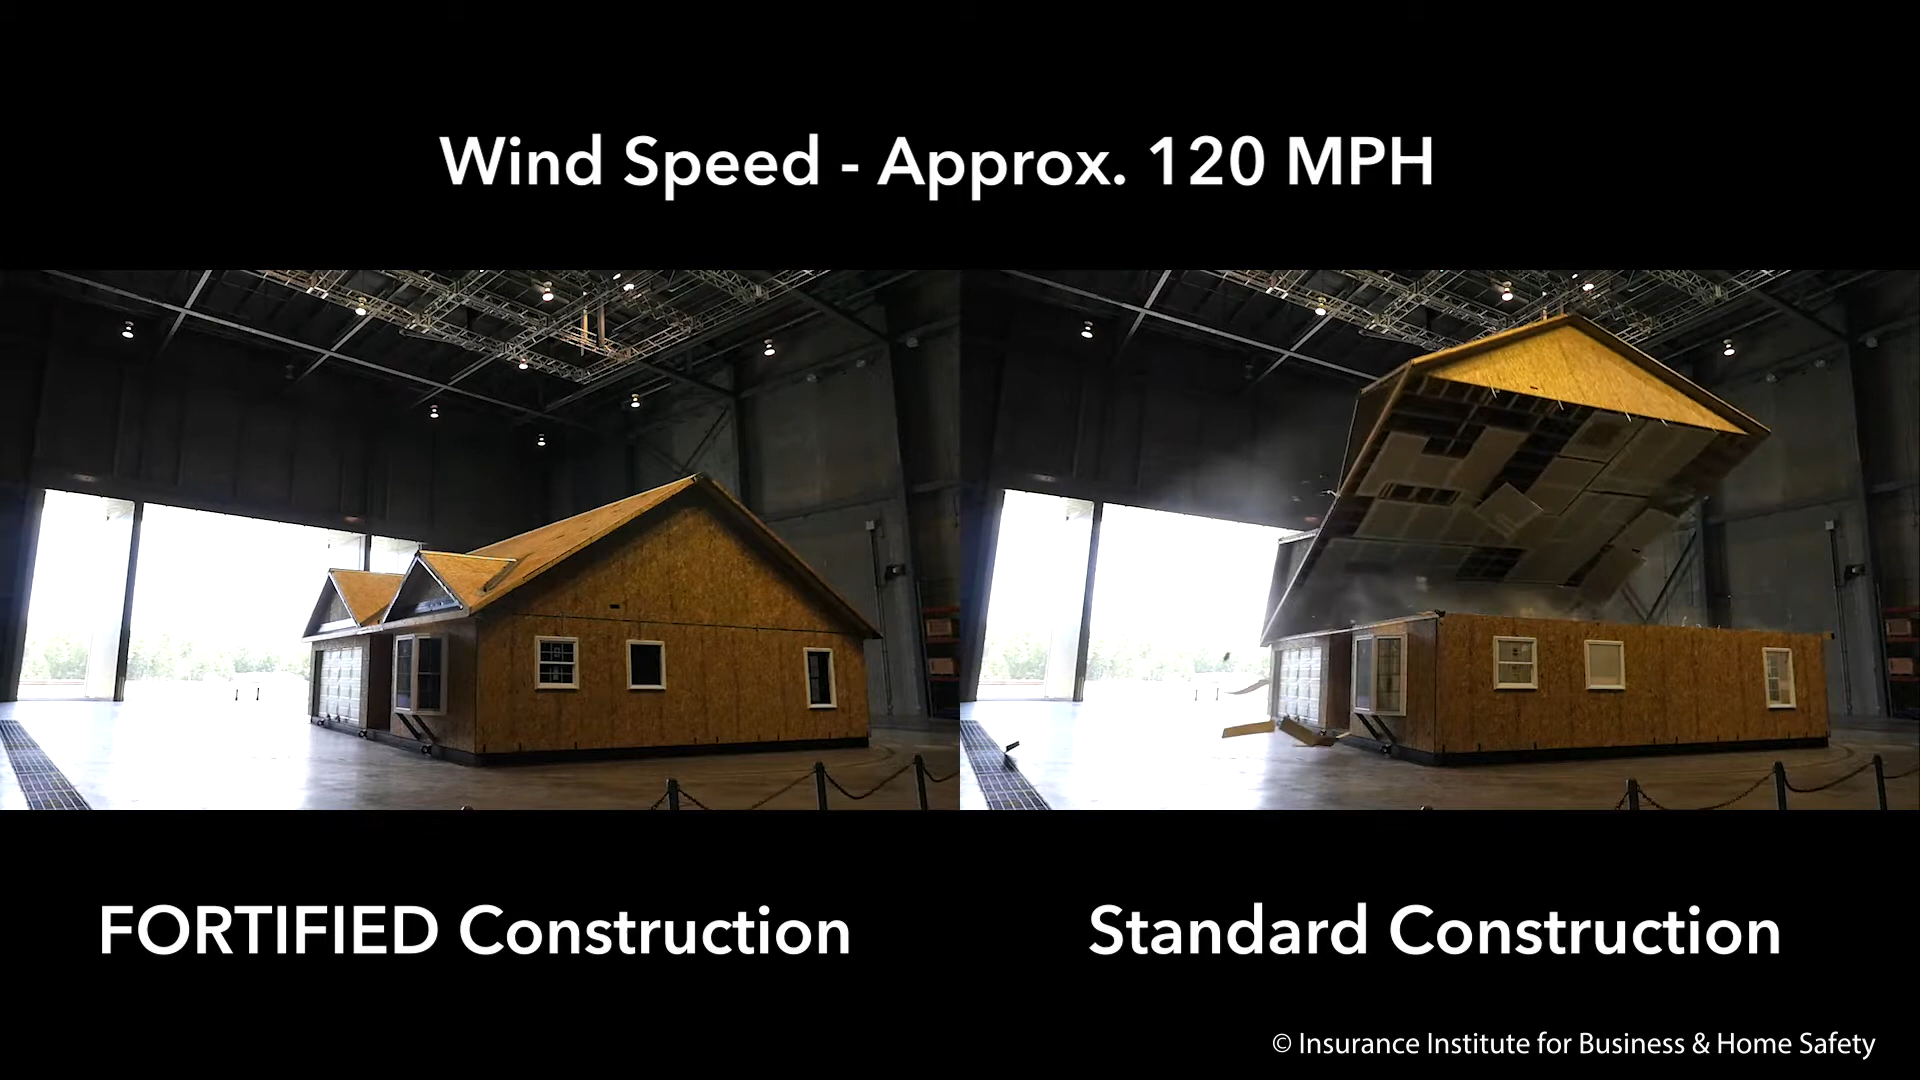 Wind Speed - Approx. 120 MPH
FORTIFIED Construction
Standard Construction
© Insurance Institute for Business & Home Safety